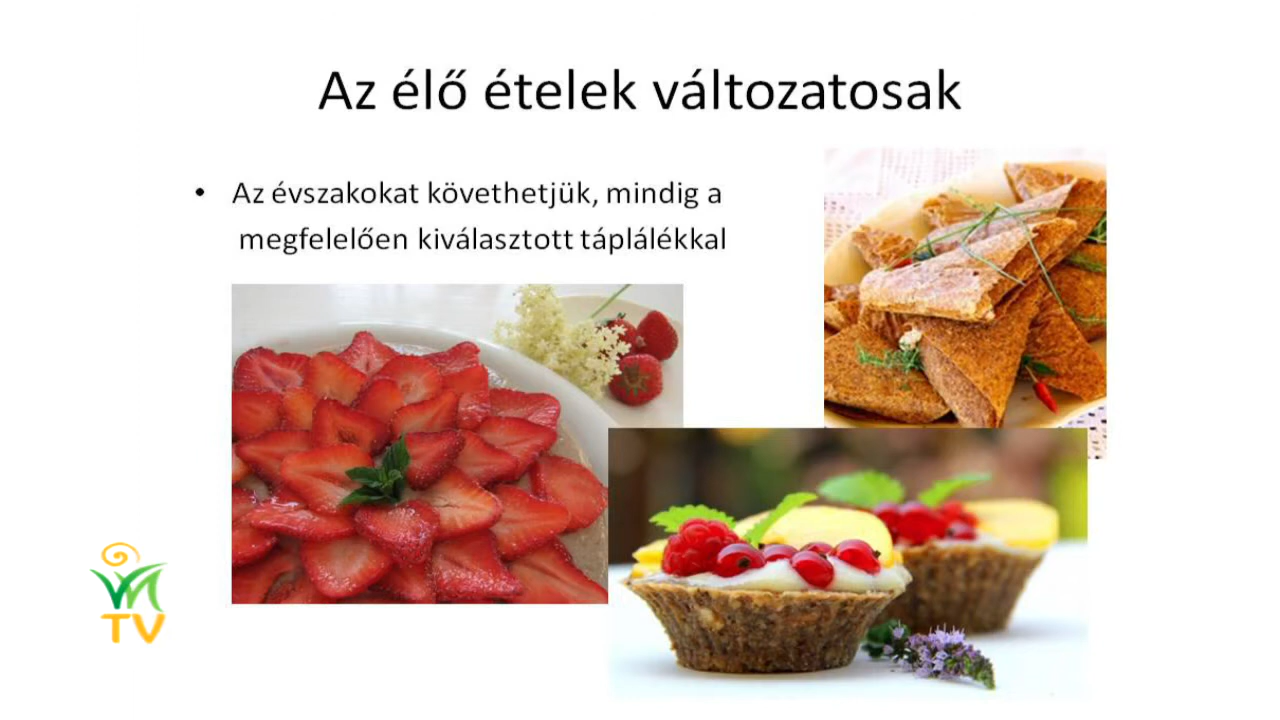 Az élő ételek változatosak
• Az évszakokat követhetjük, mindig a
megfelelően kiválasztott táplálékkal
TV